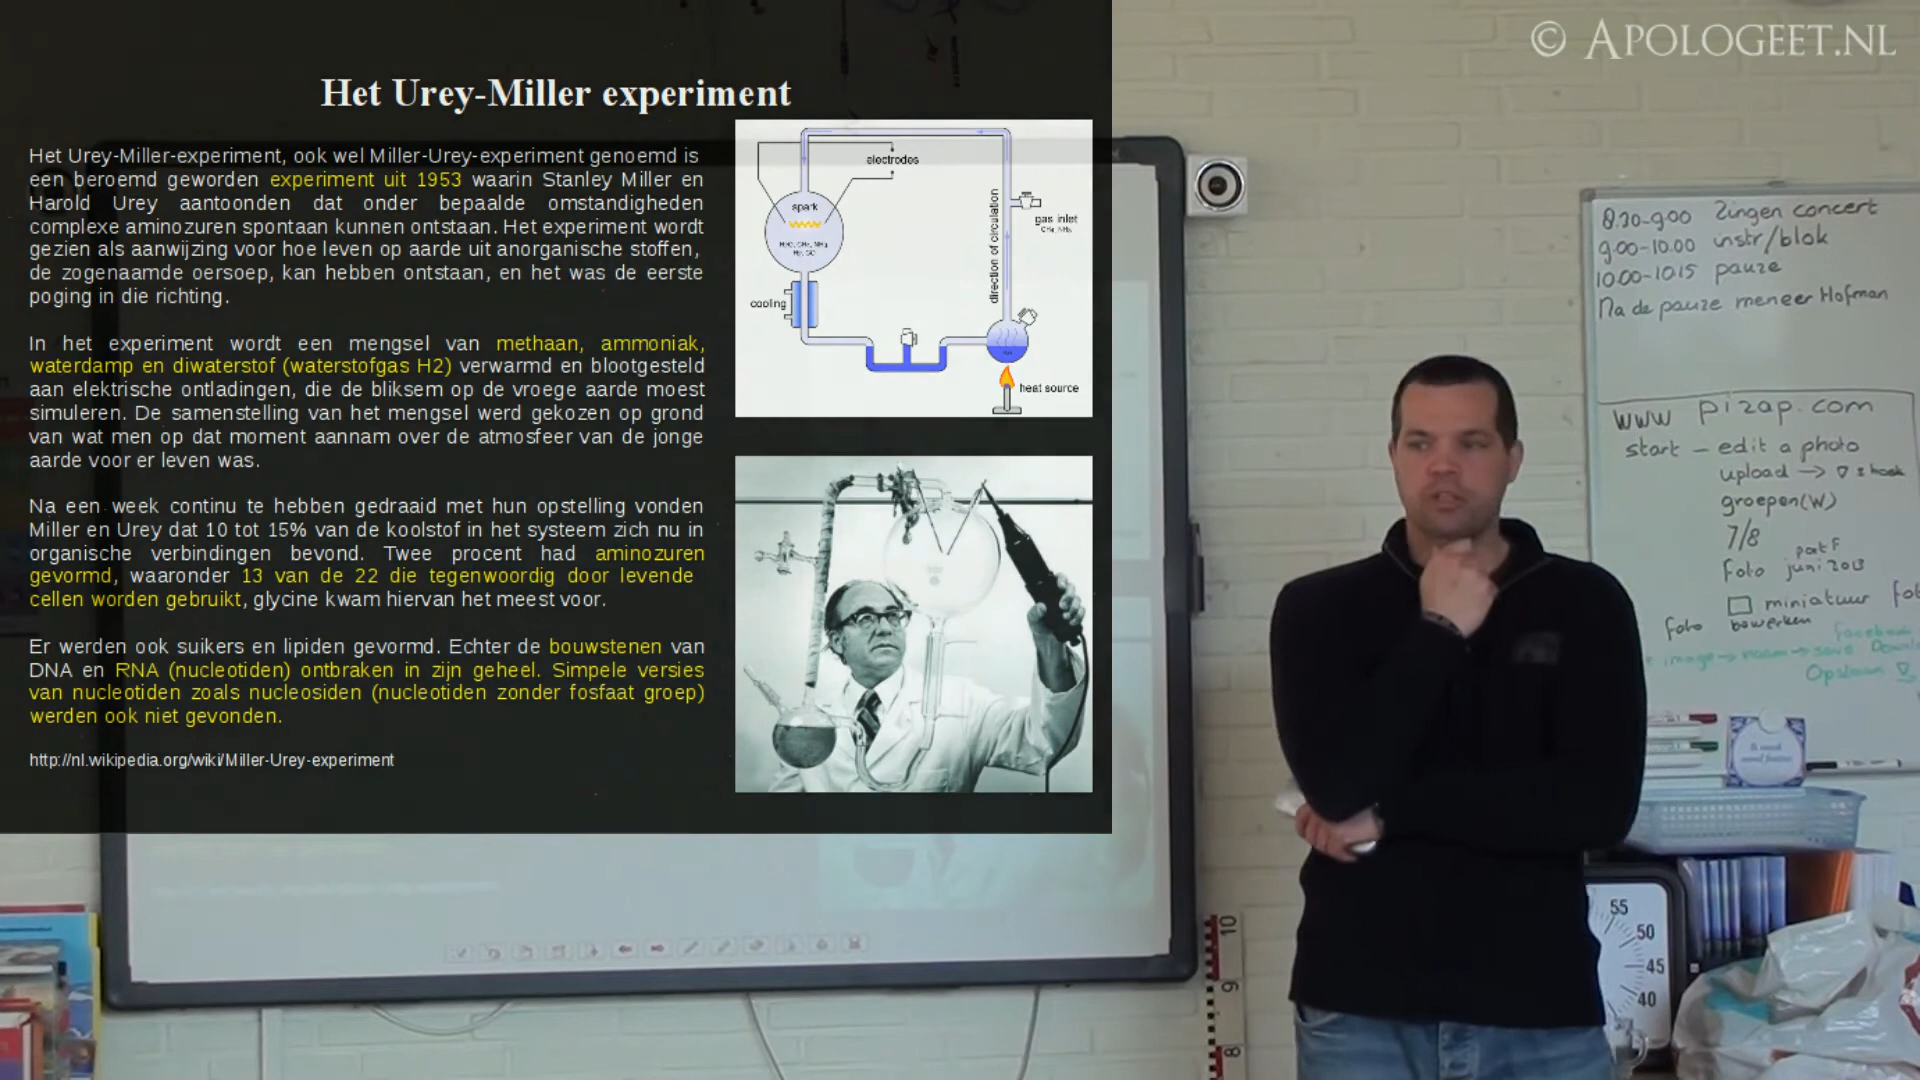 © APOLOGEET.NL
Het Urey-Miller experiment
Het Urey-Miller-experiment, ook wel Miller-Urey-experiment genoemd is
een beroemd geworden experiment uit 1953 waarin Stanley Miller en
Harold Urey aantoonden dat onder bepaalde omstandigheden
complexe aminozuren spontaan kunnen ontstaan. Het experiment wordt
gezien als aanwijzing voor hoe leven op aarde uit anorganische stoffen,
de zogenaamde oersoep, kan hebben ontstaan, en het was de eerste
poging in die richting.
In het experiment wordt een mengsel van methaan, ammoniak,
waterdamp en diwaterstof (waterstofgas H2) verwarmd en blootgesteld
aan elektrische ontladingen, die de bliksem op de vroege aarde moest
simuleren. De samenstelling van het mengsel werd gekozen op grond
van wat men op dat moment aannam over de atmosfeer van de jonge
aarde voor er leven was.
Na een week continu te hebben gedraaid met hun opstelling vonden
Miller en Urey dat 10 tot 15% van de koolstof in het systeem zich nu in
organische verbindingen bevond. Twee procent had aminozuren
gevormd, waaronder 13 van de 22 die tegenwoordig door levende
cellen worden gebruikt, glycine kwam hiervan het meest voor.
Er werden ook suikers en lipiden gevormd. Echter de bouwstenen van
DNA en RNA (nucleotiden) ontbraken in zijn geheel. Simpele versies
van nucleotiden zoals nucleosiden (nucleotiden zonder fosfaat groep)
werden ook niet gevonden.
http://nl.wikipedia.org/wiki/Miller-Urey-experiment
electrodes
spark
direction of circulation
gas inlet
cooling
heat source
8.30-9.00 Zingen concert
9.00-10.00 instr/blok
10.00-10.15 pauze
Na de pauze meneer Hofman
www pizap.com
start – edit a photo
upload → 
groepen(W)
7/8
foto juni 2013
miniatuur
foto bewerken
10
9
8
55
50
45
40